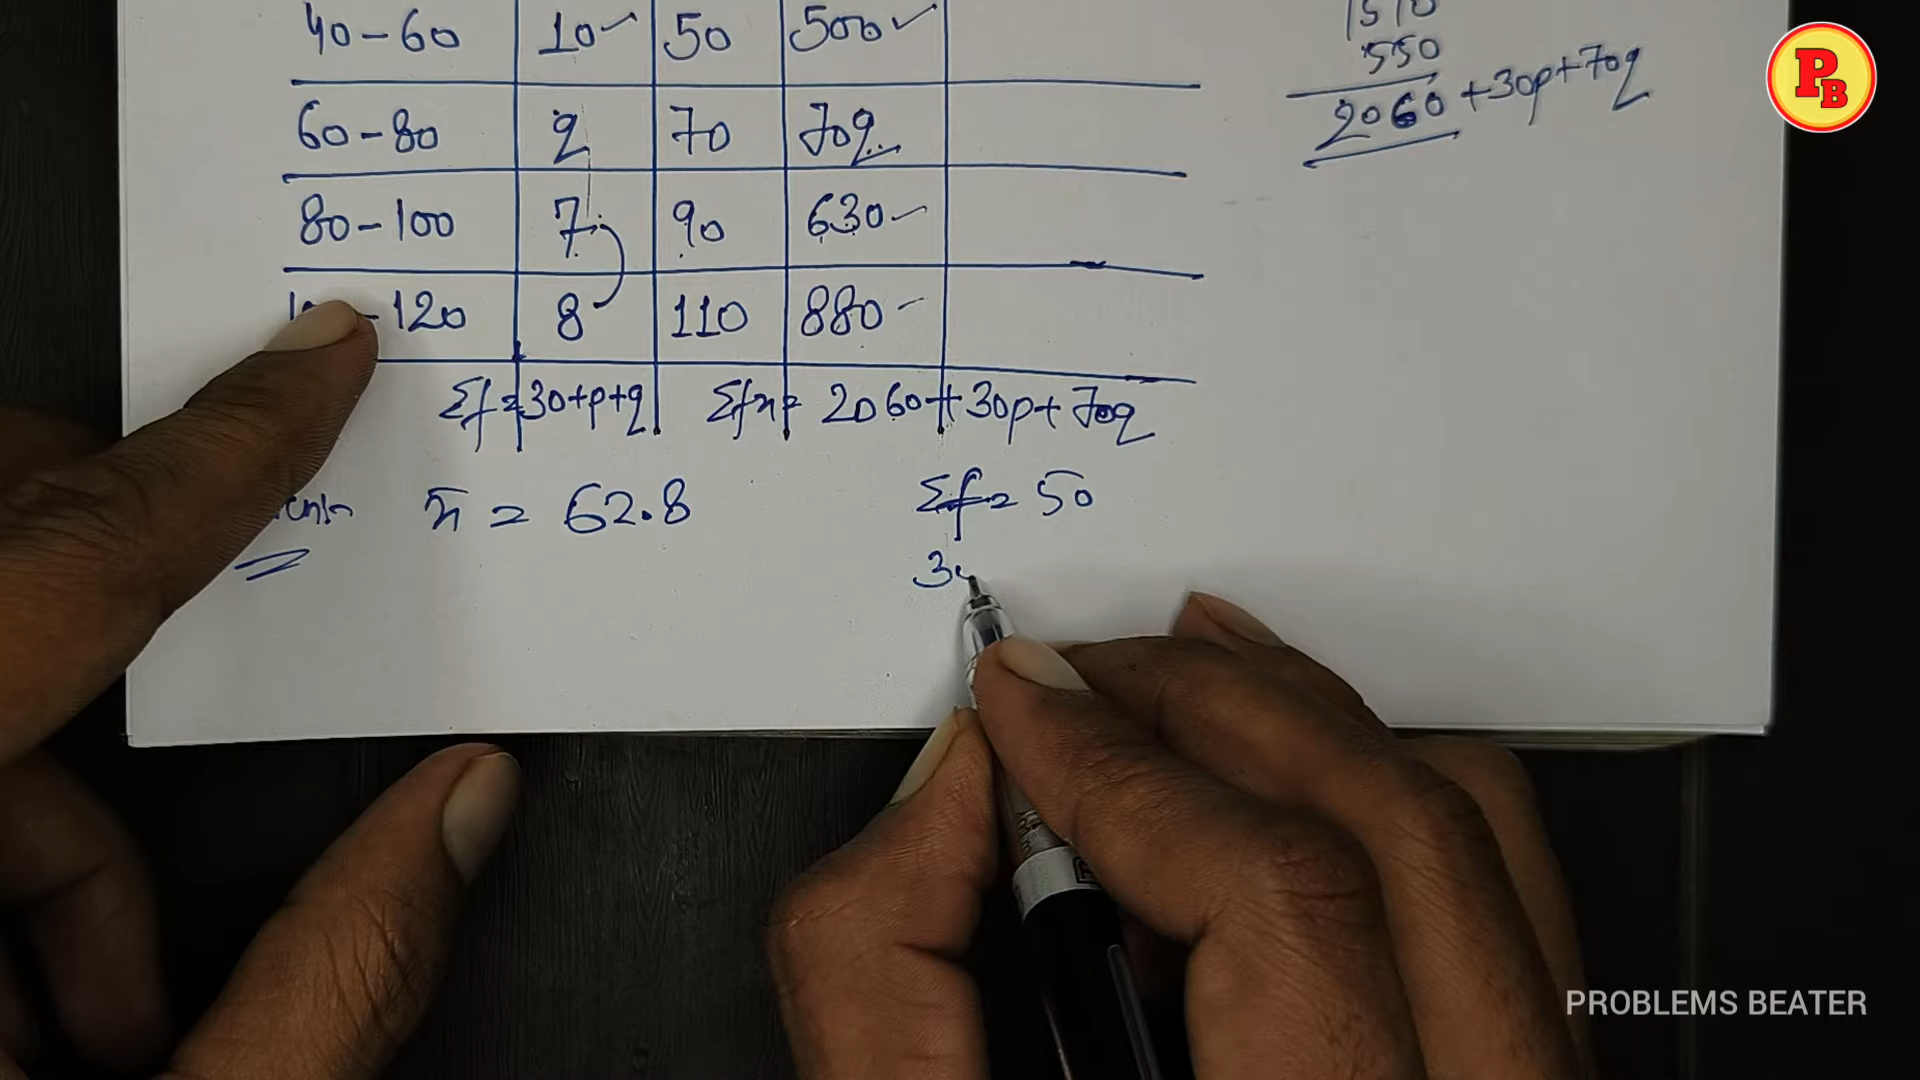 40-60 10 50 500
60-80 q 70 70q
80-100 7 90 630
-120 8 110 880
Σf = 30+p+q Σfx = 2060+30p+70q
x̄ = 62.8 Σf = 50
3
1510
550
2060 +30p+70q
PB
PROBLEMS BEATER